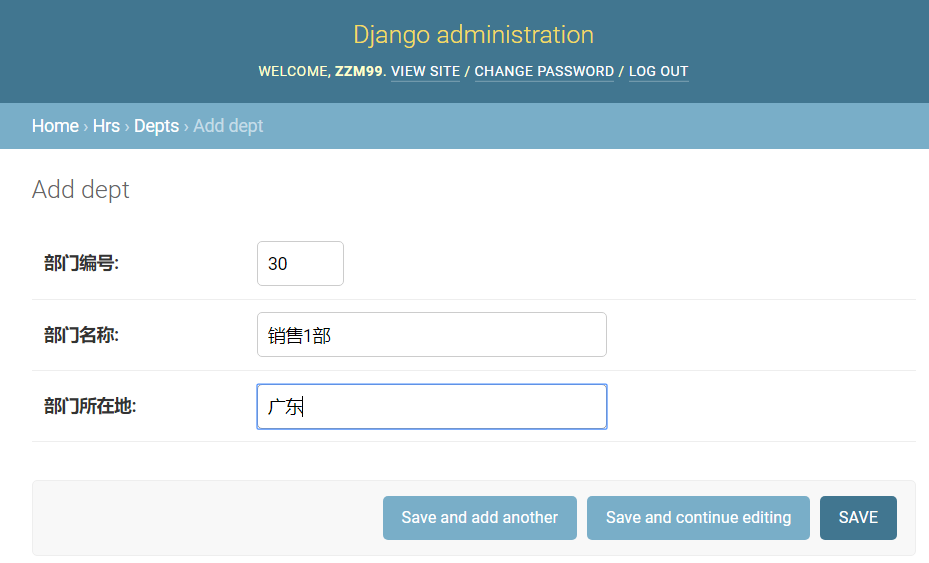 Django administration
WELCOME, ZZM99. VIEW SITE / CHANGE PASSWORD / LOG OUT
Home › Hrs › Depts › Add dept
Add dept
部门编号: 30
部门名称: 销售1部
部门所在地: 广东
Save and add another Save and continue editing SAVE